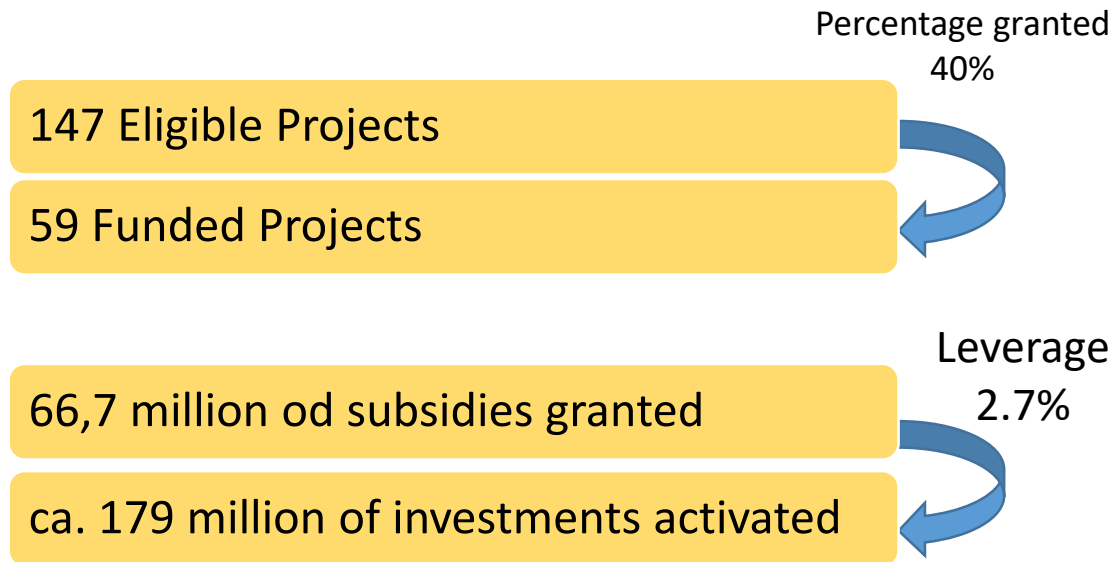 Percentage granted
40%
147 Eligible Projects
59 Funded Projects
Leverage
2.7%
66,7 million od subsidies granted
ca. 179 million of investments activated